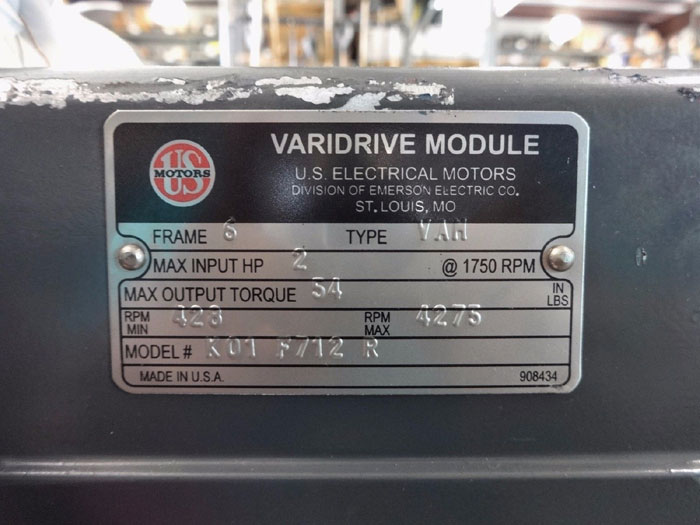 US
MOTORS
VARIDRIVE MODULE
U.S. ELECTRICAL MOTORS
DIVISION OF EMERSON ELECTRIC CO.
ST. LOUIS, MO
FRAME 6 TYPE VAH
MAX INPUT HP 2 @ 1750 RPM
MAX OUTPUT TORQUE 54 IN LBS
RPM MIN 423 RPM MAX 4275
MODEL # K01 F712 R
MADE IN U.S.A. 908434